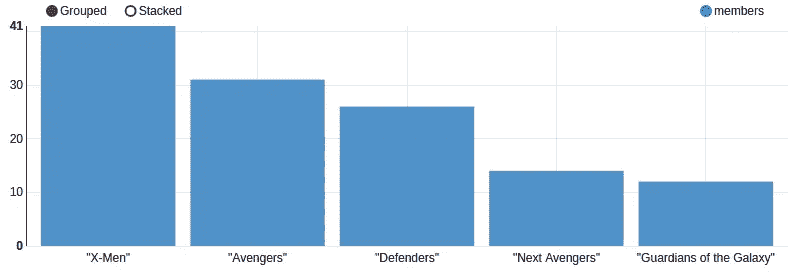 Grouped Stacked members
41
30
20
10
0
"X-Men" "Avengers" "Defenders" "Next Avengers" "Guardians of the Galaxy"